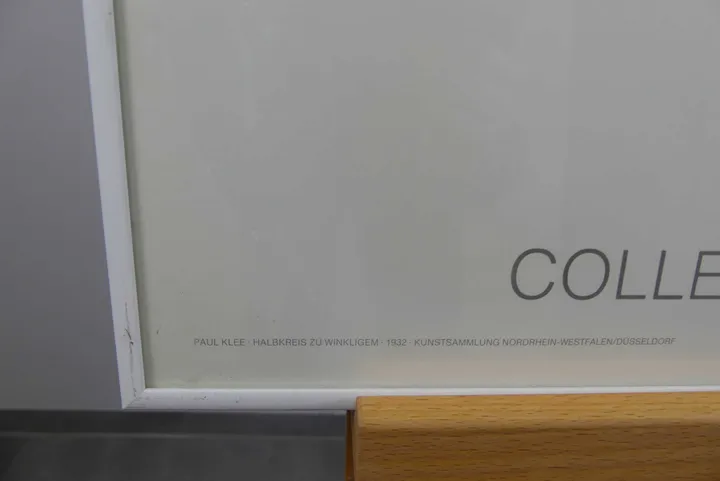 COLLE
PAUL KLEE · HALBKREIS ZU WINKLIGEM · 1932 · KUNSTSAMMLUNG NORDRHEIN-WESTFALEN/DÜSSELDORF